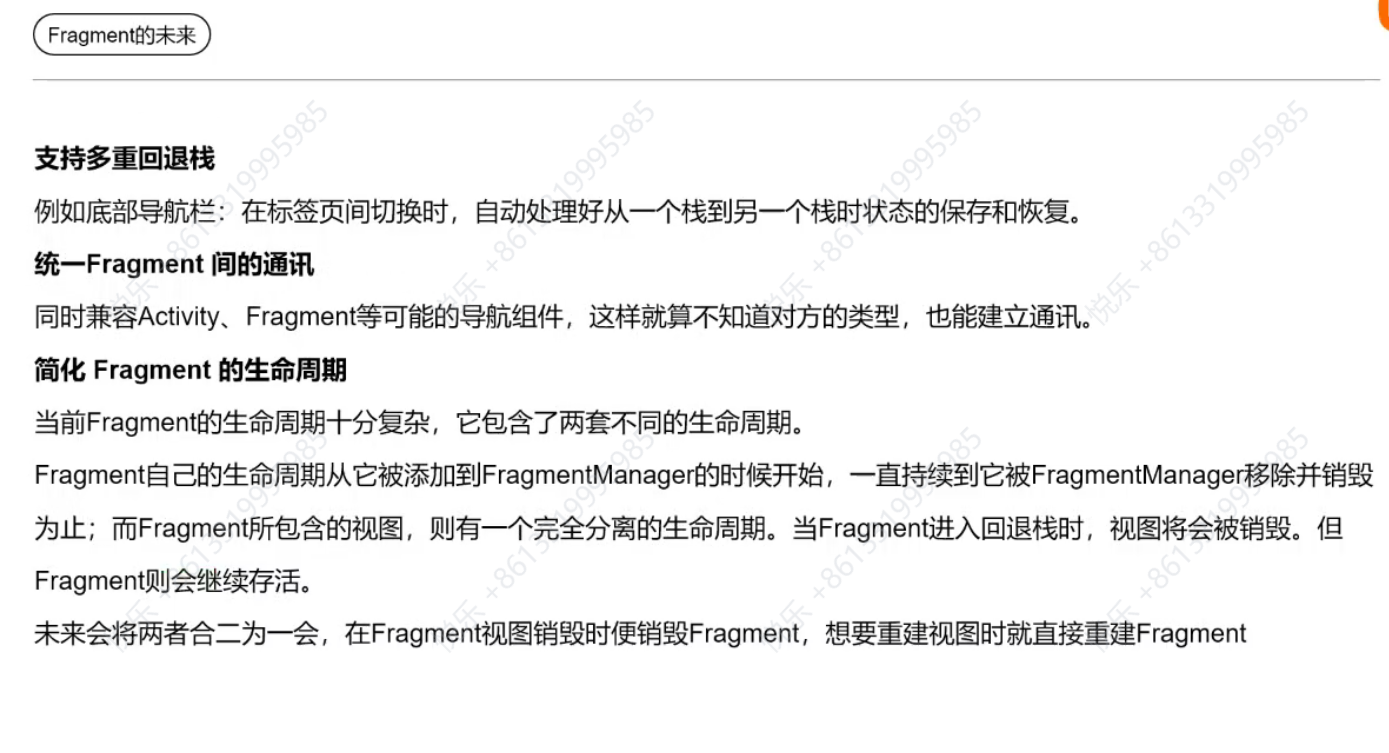 Fragment的未来
支持多重回退栈
例如底部导航栏：在标签页间切换时，自动处理好从一个栈到另一个栈时状态的保存和恢复。
统一Fragment 间的通讯
同时兼容Activity、Fragment等可能的导航组件，这样就算不知道对方的类型，也能建立通讯。
简化 Fragment 的生命周期
当前Fragment的生命周期十分复杂，它包含了两套不同的生命周期。
Fragment自己的生命周期从它被添加到FragmentManager的时候开始，一直持续到它被FragmentManager移除并销毁
为止；而Fragment所包含的视图，则有一个完全分离的生命周期。当Fragment进入回退栈时，视图将会被销毁。但
Fragment则会继续存活。
未来会将两者合二为一会，在Fragment视图销毁时便销毁Fragment，想要重建视图时就直接重建Fragment
悦乐 +8613319995985
悦乐 +8613319995985
悦乐 +8613319995985
悦乐 +8613319995985
悦乐 +8613319995985
悦乐 +8613319995985
悦乐 +8613319995985
悦乐 +8613319995985